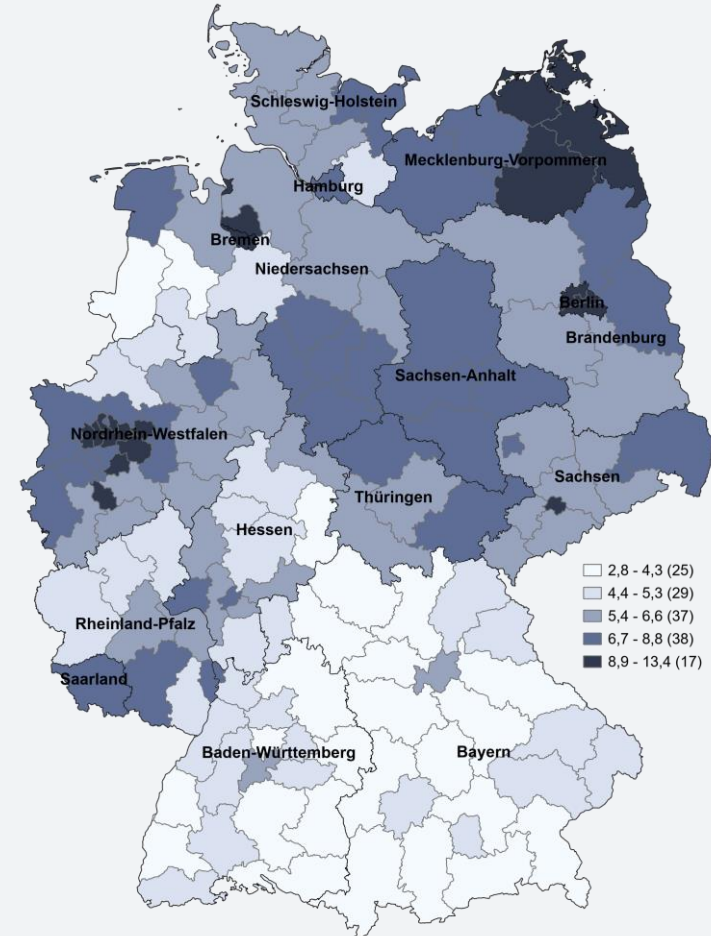 Schleswig-Holstein
Mecklenburg-Vorpommern
Hamburg
Bremen
Niedersachsen
Berlin
Brandenburg
Sachsen-Anhalt
Nordrhein-Westfalen
Sachsen
Thüringen
Hessen
2,8 - 4,3 (25)
4,4 - 5,3 (29)
5,4 - 6,6 (37)
6,7 - 8,8 (38)
8,9 - 13,4 (17)
Rheinland-Pfalz
Saarland
Baden-Württemberg
Bayern